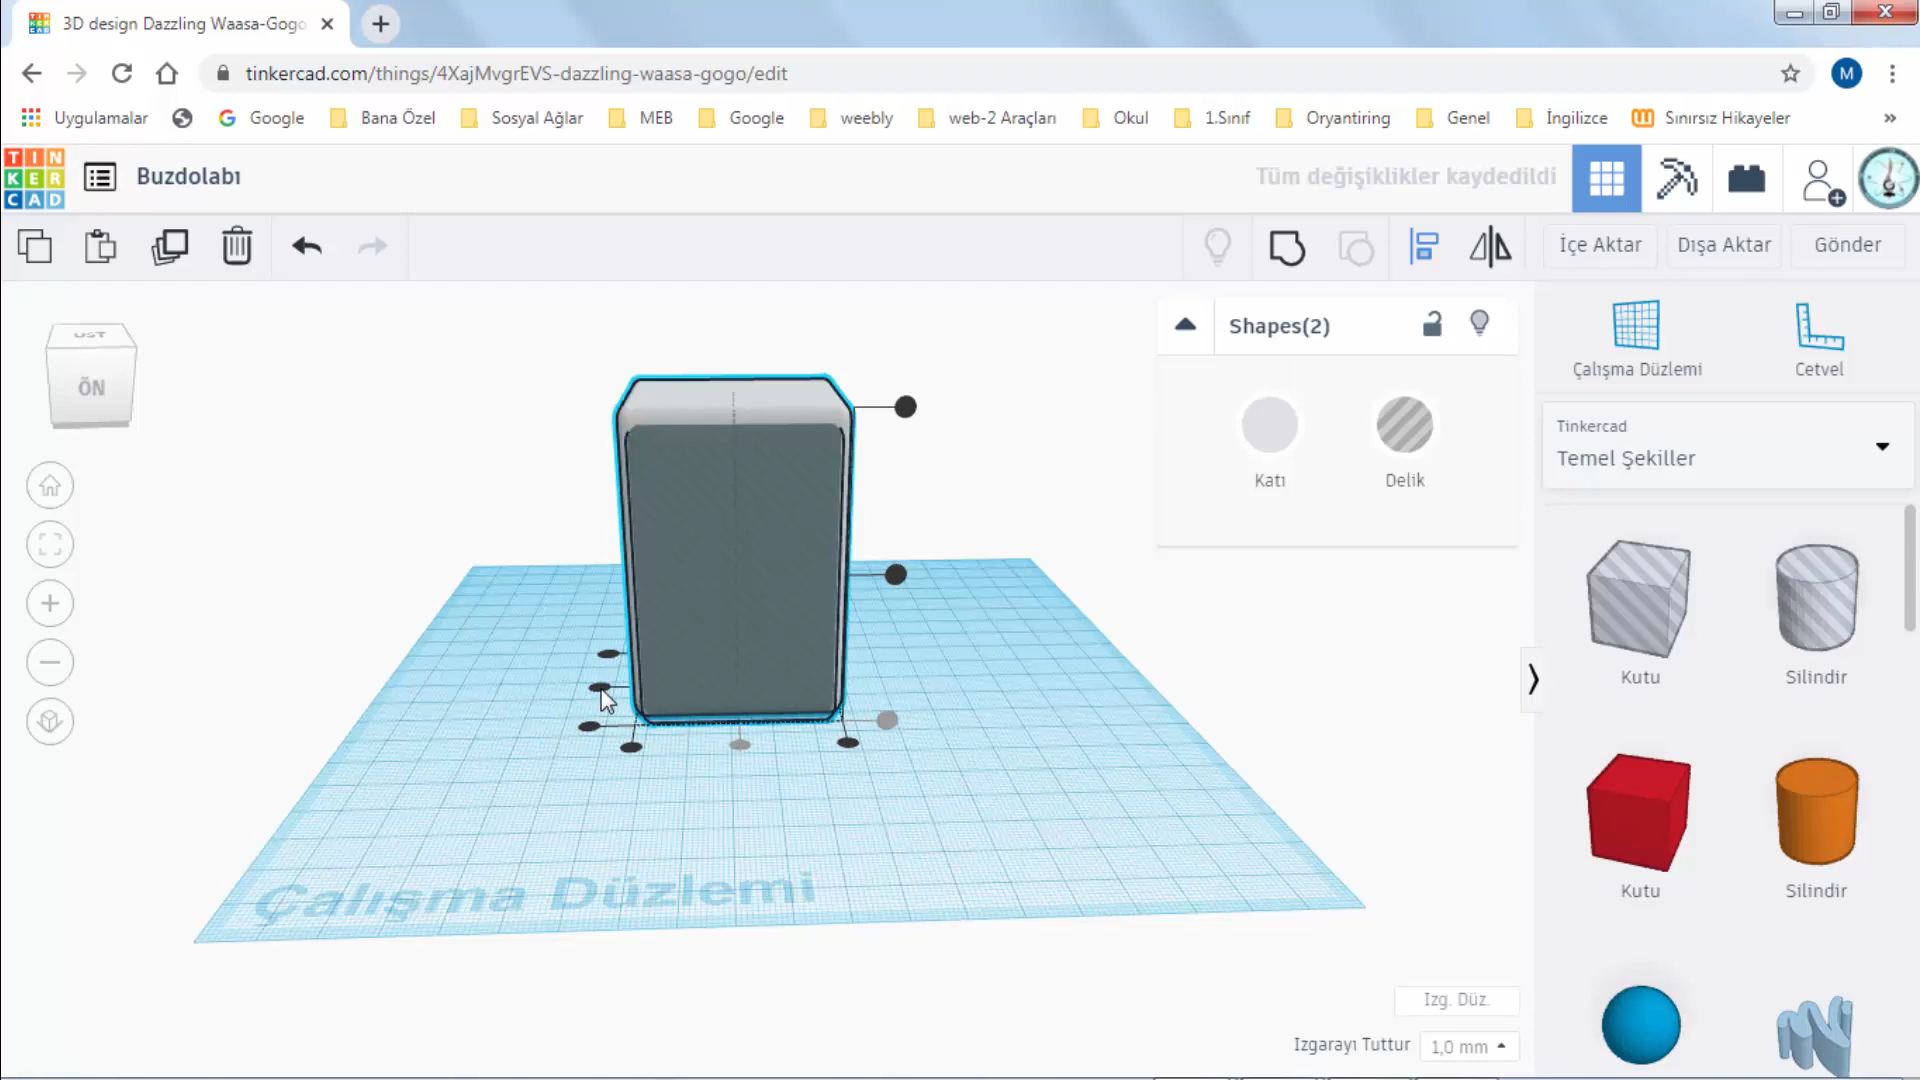 3D design Dazzling Waasa-Gogo
tinkercad.com/things/4XajMvgrEVS-dazzling-waasa-gogo/edit
Uygulamalar
Google
Bana Özel
Sosyal Ağlar
MEB
Google
weebly
web-2 Araçları
Okul
1.Sınıf
Oryantiring
Genel
İngilizce
Sınırsız Hikayeler
»
M
TIN
KER
CAD
Buzdolabı
Tüm değişiklikler kaydedildi
İçe Aktar
Dışa Aktar
Gönder
ÜST
ÖN
Shapes(2)
Katı
Delik
Çalışma Düzlemi
Cetvel
Tinkercad
Temel Şekiller
Kutu
Silindir
Kutu
Silindir
Çalışma Düzlemi
Izg. Düz.
Izgarayı Tuttur
1,0 mm